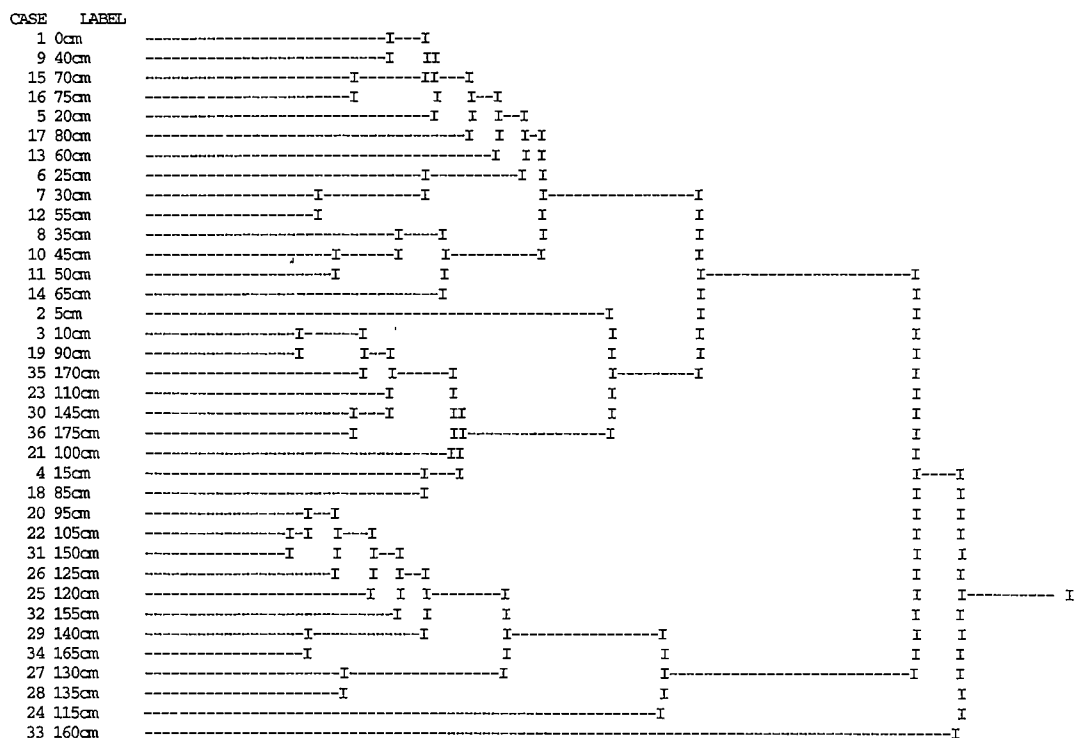 CASE LABEL
1 0cm
9 40cm
15 70cm
16 75cm
5 20cm
17 80cm
13 60cm
6 25cm
7 30cm
12 55cm
8 35cm
10 45cm
11 50cm
14 65cm
2 5cm
3 10cm
19 90cm
35 170cm
23 110cm
30 145cm
36 175cm
21 100cm
4 15cm
18 85cm
20 95cm
22 105cm
31 150cm
26 125cm
25 120cm
32 155cm
29 140cm
34 165cm
27 130cm
28 135cm
24 115cm
33 160cm